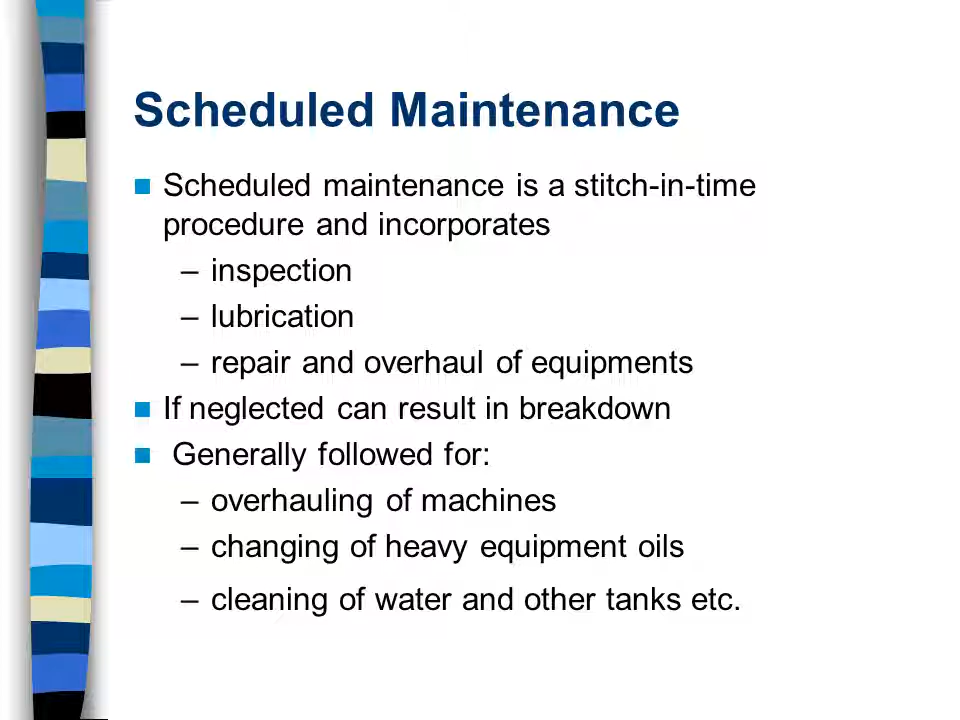 Scheduled Maintenance
■ Scheduled maintenance is a stitch-in-time
procedure and incorporates
– inspection
– lubrication
– repair and overhaul of equipments
■ If neglected can result in breakdown
■ Generally followed for:
– overhauling of machines
– changing of heavy equipment oils
– cleaning of water and other tanks etc.